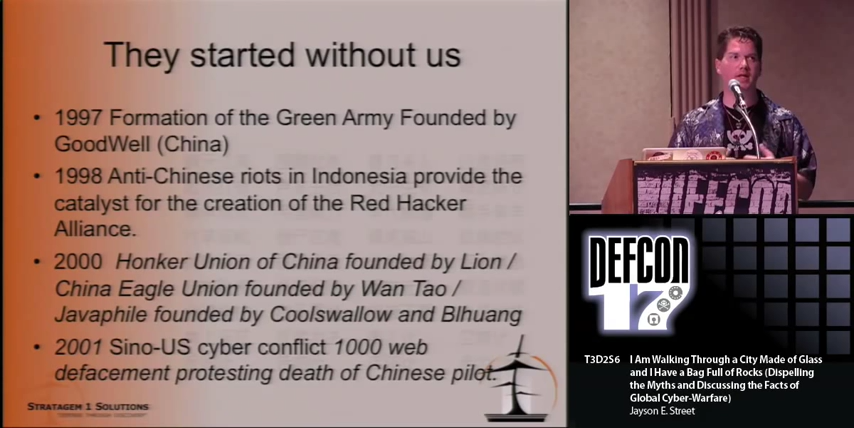 They started without us
• 1997 Formation of the Green Army Founded by
GoodWell (China)
• 1998 Anti-Chinese riots in Indonesia provide the
catalyst for the creation of the Red Hacker
Alliance.
• 2000 Honker Union of China founded by Lion /
China Eagle Union founded by Wan Tao /
Javaphile founded by Coolswallow and Blhuang
• 2001 Sino-US cyber conflict 1000 web
defacement protesting death of Chinese pilot.
STRATAGEM 1 SOLUTIONS
DEFCON
DEFCON
17
T3D2S6 I Am Walking Through a City Made of Glass
and I Have a Bag Full of Rocks (Dispelling
the Myths and Discussing the Facts of
Global Cyber-Warfare)
Jayson E. Street